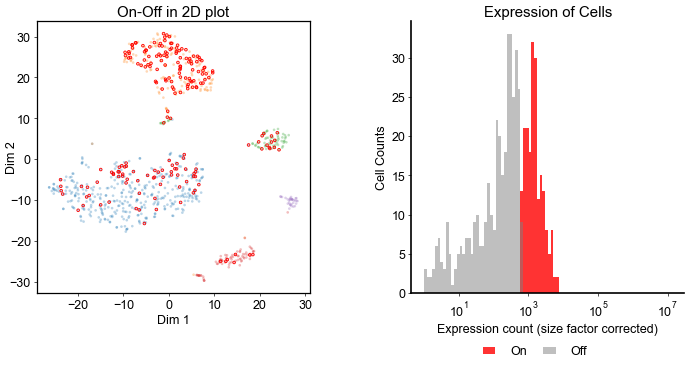 On-Off in 2D plot
30
20
10
0
−10
−20
−30
Dim 2
−20 −10 0 10 20 30
Dim 1
Expression of Cells
30
25
20
15
10
5
0
Cell Counts
10^1 10^3 10^5 10^7
Expression count (size factor corrected)
On Off